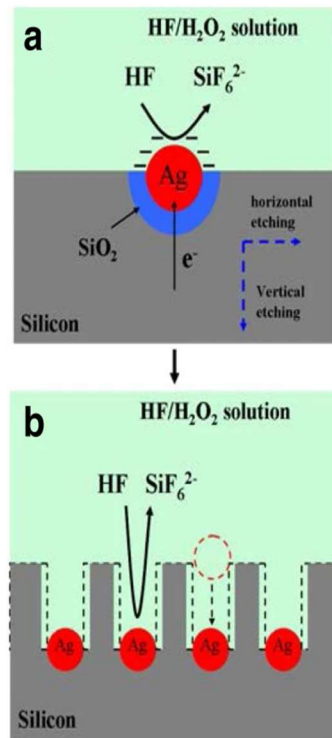 a
HF/H₂O₂ solution
HF SiF₆²⁻
Ag
SiO₂
e⁻
horizontal
etching
Vertical
etching
Silicon
b
HF/H₂O₂ solution
HF SiF₆²⁻
Ag Ag Ag Ag
Silicon